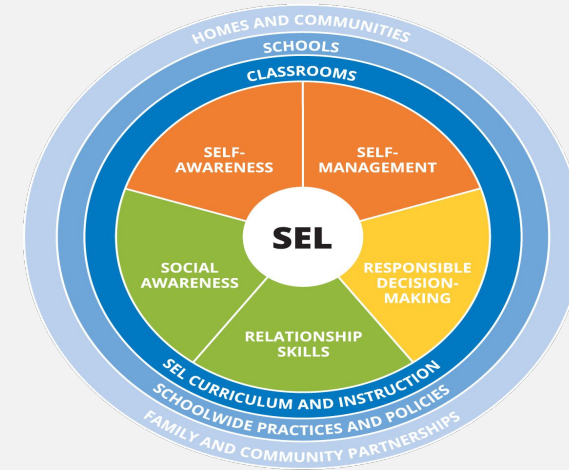 HOMES AND COMMUNITIES
SCHOOLS
CLASSROOMS
SELF-
AWARENESS
SELF-
MANAGEMENT
SEL
SOCIAL
AWARENESS
RESPONSIBLE
DECISION-
MAKING
RELATIONSHIP
SKILLS
SEL CURRICULUM AND INSTRUCTION
SCHOOLWIDE PRACTICES AND POLICIES
FAMILY AND COMMUNITY PARTNERSHIPS